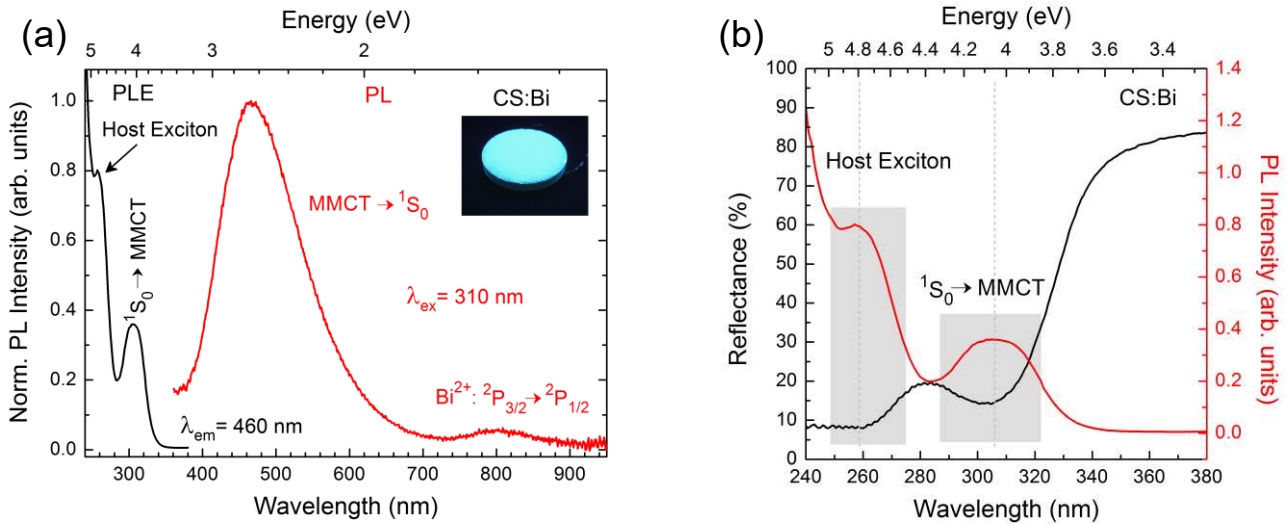 (a)
Energy (eV)
5 4 3 2
Norm. PL Intensity (arb. units)
1.0
0.8
0.6
0.4
0.2
0.0
PLE
Host Exciton
¹S₀→ MMCT
λem= 460 nm
PL
CS:Bi
MMCT→ ¹S₀
λex= 310 nm
Bi²⁺: ²P3/2→ ²P1/2
300 400 500 600 700 800 900
Wavelength (nm)
(b)
Energy (eV)
5 4.8 4.6 4.4 4.2 4 3.8 3.6 3.4
Reflectance (%)
100
90
80
70
60
50
40
30
20
10
0
CS:Bi
Host Exciton
¹S₀→ MMCT
1.4
1.2
1.0
0.8
0.6
0.4
0.2
0.0
PL Intensity (arb. units)
240 260 280 300 320 340 360 380
Wavelength (nm)